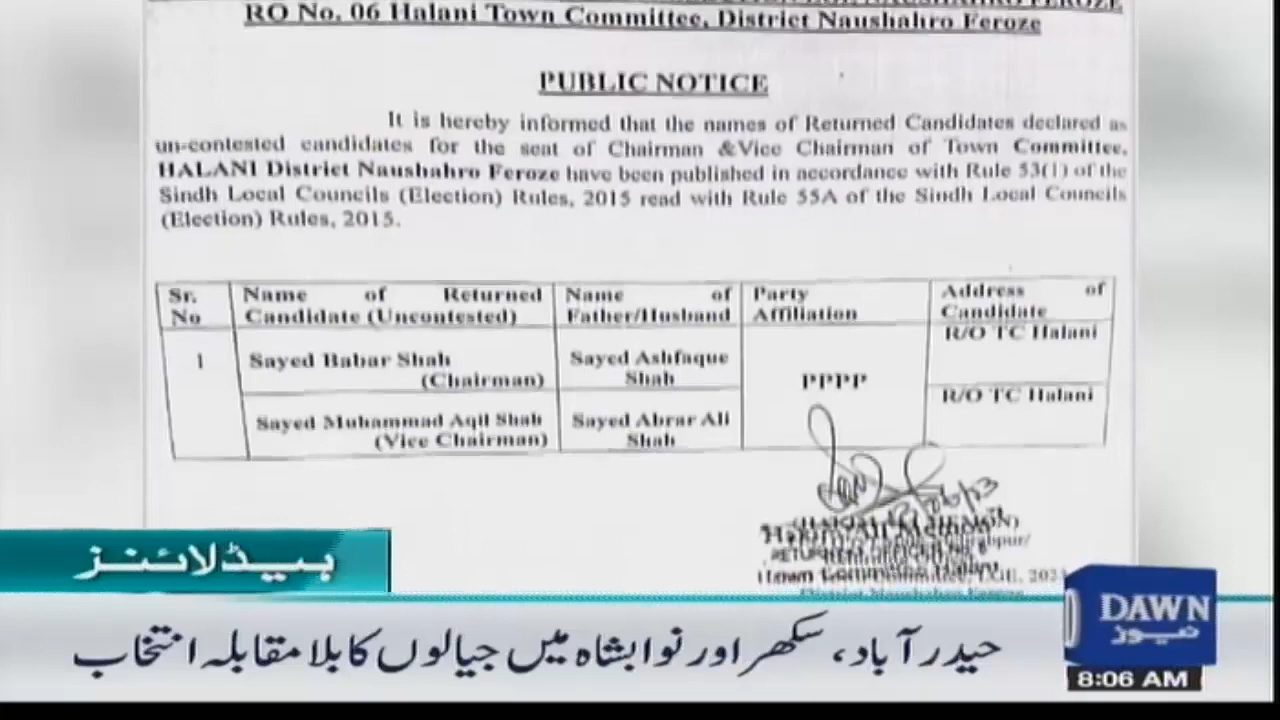 RO No. 06 Halani Town Committee, District Naushahro Feroze
PUBLIC NOTICE
It is hereby informed that the names of Returned Candidates declared as
un-contested candidates for the seat of Chairman &Vice Chairman of Town Committee,
HALANI District Naushahro Feroze have been published in accordance with Rule 53(1) of the
Sindh Local Councils (Election) Rules, 2015 read with Rule 55A of the Sindh Local Councils
(Election) Rules, 2015.
Sr. No
Name of Returned Candidate (Uncontested)
Name of Father/Husband
Party Affiliation
Address of Candidate
1
Sayed Babar Shah (Chairman)
Sayed Ashfaque Shah
PPPP
R/O TC Halani
Sayed Muhammad Aqil Shah (Vice Chairman)
Sayed Abrar Ali Shah
R/O TC Halani
ہیڈلائنز
حیدرآباد، سکھر اور نوابشاہ میں جیالوں کا بلا مقابلہ انتخاب
DAWN
نیوز
8:06 AM